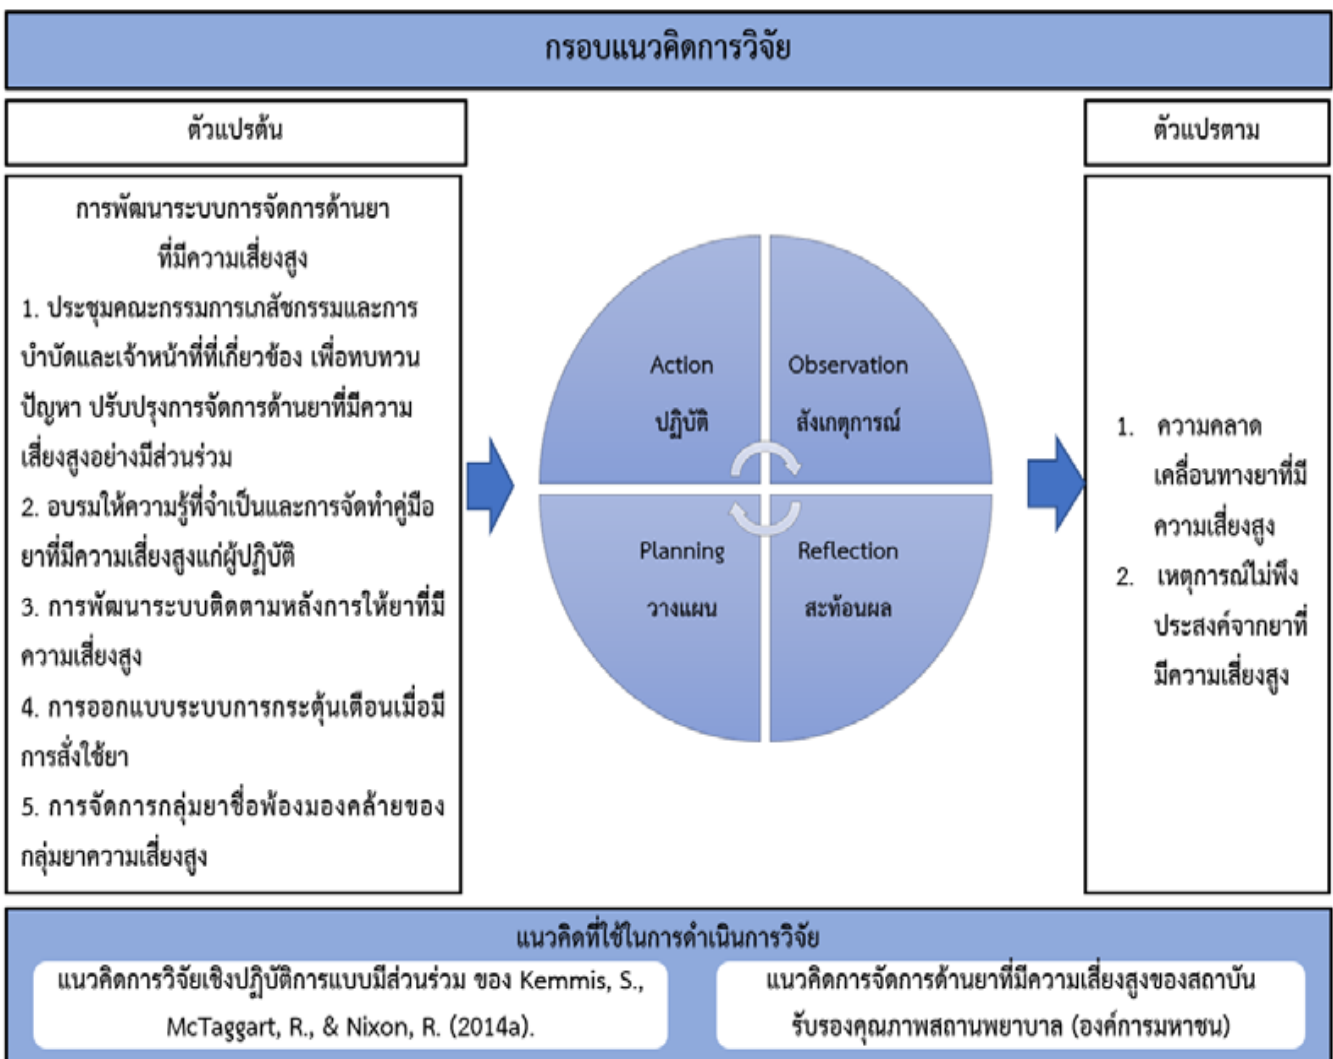 กรอบแนวคิดการวิจัย
ตัวแปรต้น
การพัฒนาระบบการจัดการด้านยา
ที่มีความเสี่ยงสูง
1. ประชุมคณะกรรมการเภสัชกรรมและการ
บำบัดและเจ้าหน้าที่ที่เกี่ยวข้อง เพื่อทบทวน
ปัญหา ปรับปรุงการจัดการด้านยาที่มีความ
เสี่ยงสูงอย่างมีส่วนร่วม
2. อบรมให้ความรู้ที่จำเป็นและการจัดทำคู่มือ
ยาที่มีความเสี่ยงสูงแก่ผู้ปฏิบัติ
3. การพัฒนาระบบติดตามหลังการให้ยาที่มี
ความเสี่ยงสูง
4. การออกแบบระบบการกระตุ้นเตือนเมื่อมี
การสั่งใช้ยา
5. การจัดการกลุ่มยาชื่อพ้องมองคล้ายของ
กลุ่มยาความเสี่ยงสูง
Action
ปฏิบัติ
Observation
สังเกตุการณ์
Planning
วางแผน
Reflection
สะท้อนผล
ตัวแปรตาม
1. ความคลาด
เคลื่อนทางยาที่มี
ความเสี่ยงสูง
2. เหตุการณ์ไม่พึง
ประสงค์จากยาที่
มีความเสี่ยงสูง
แนวคิดที่ใช้ในการดำเนินการวิจัย
แนวคิดการวิจัยเชิงปฏิบัติการแบบมีส่วนร่วม ของ Kemmis, S.,
McTaggart, R., & Nixon, R. (2014a).
แนวคิดการจัดการด้านยาที่มีความเสี่ยงสูงของสถาบัน
รับรองคุณภาพสถานพยาบาล (องค์การมหาชน)